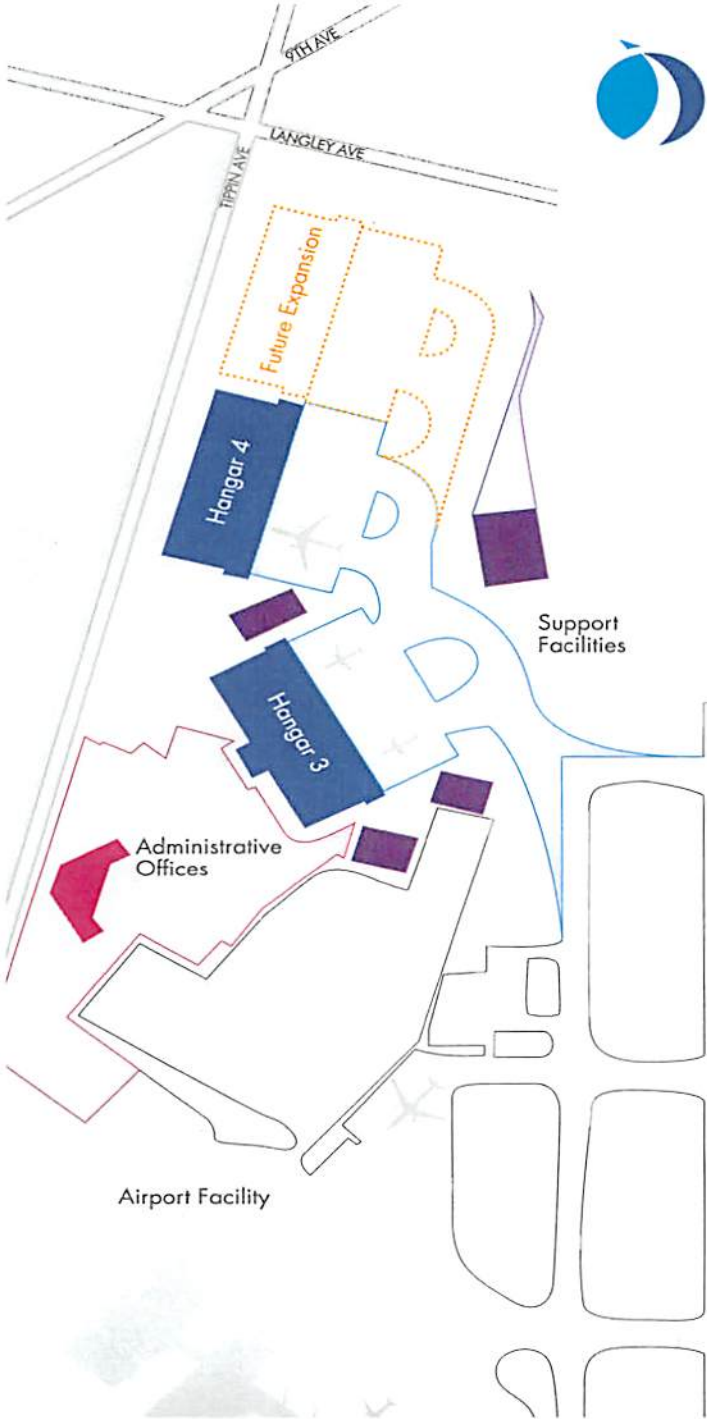 9TH AVE
LANGLEY AVE
TIPPIN AVE
Future Expansion
Hangar 4
Support
Facilities
Hangar 3
Administrative
Offices
Airport Facility